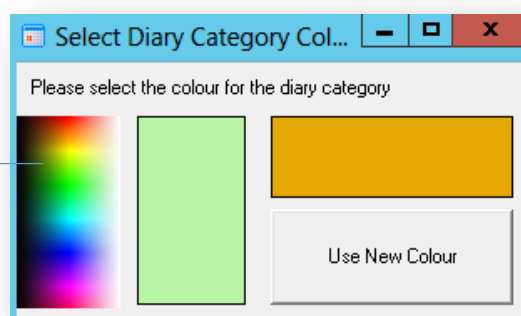 Select Diary Category Col...
Please select the colour for the diary category
Use New Colour